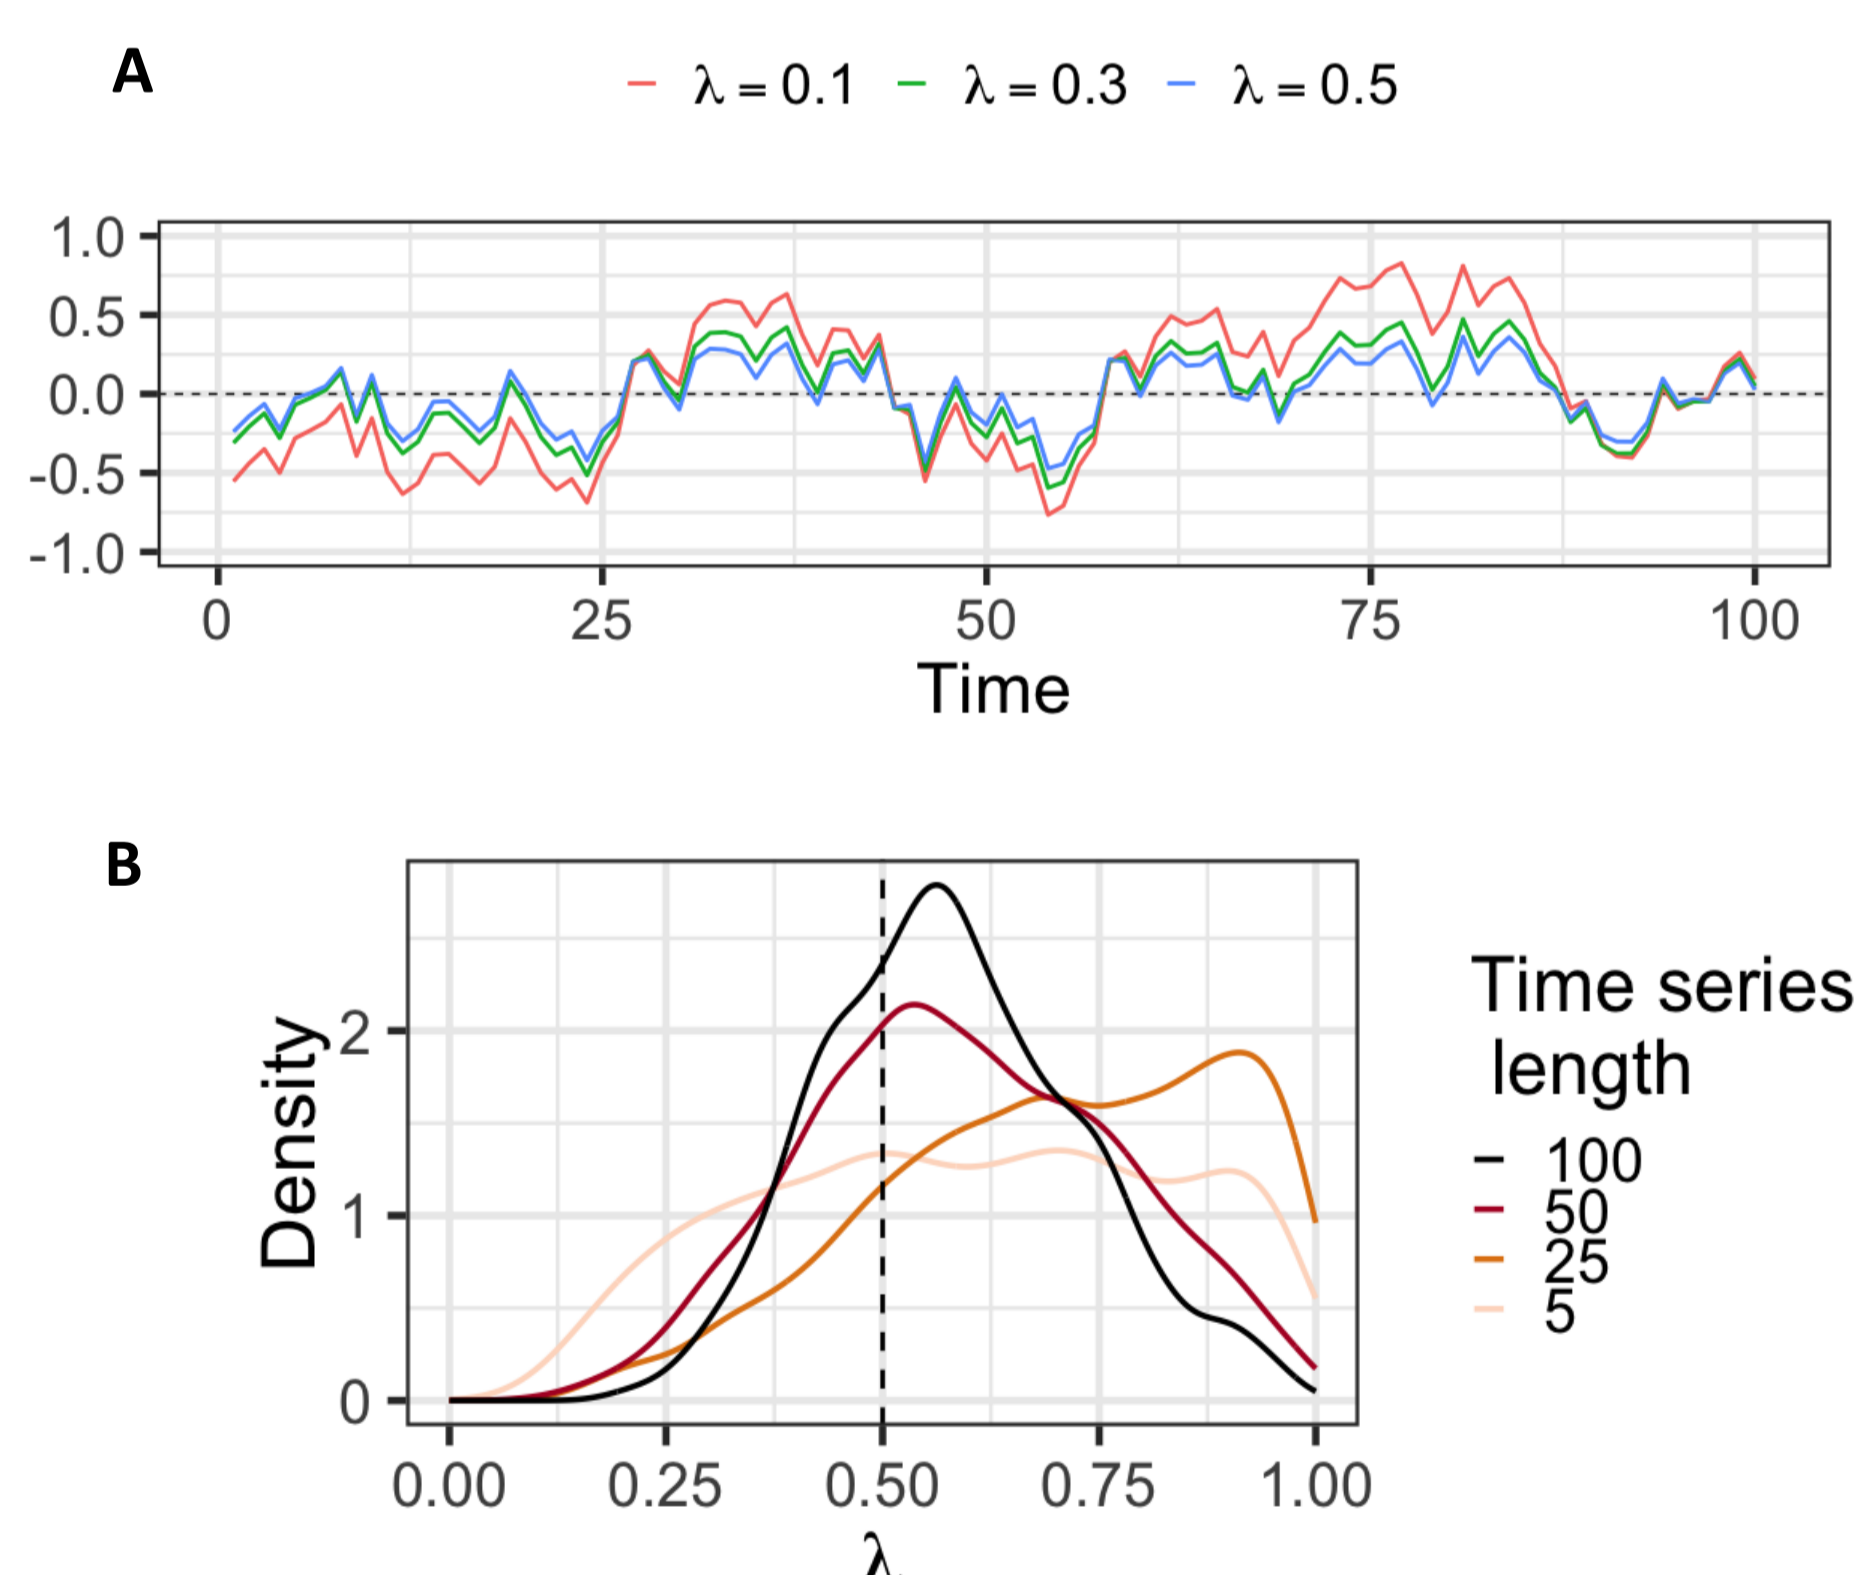 A
λ = 0.1 λ = 0.3 λ = 0.5
1.0
0.5
0.0
-0.5
-1.0
0 25 50 75 100
Time
B
Density
2
1
0
0.00 0.25 0.50 0.75 1.00
λ
Time series
length
100
50
25
5